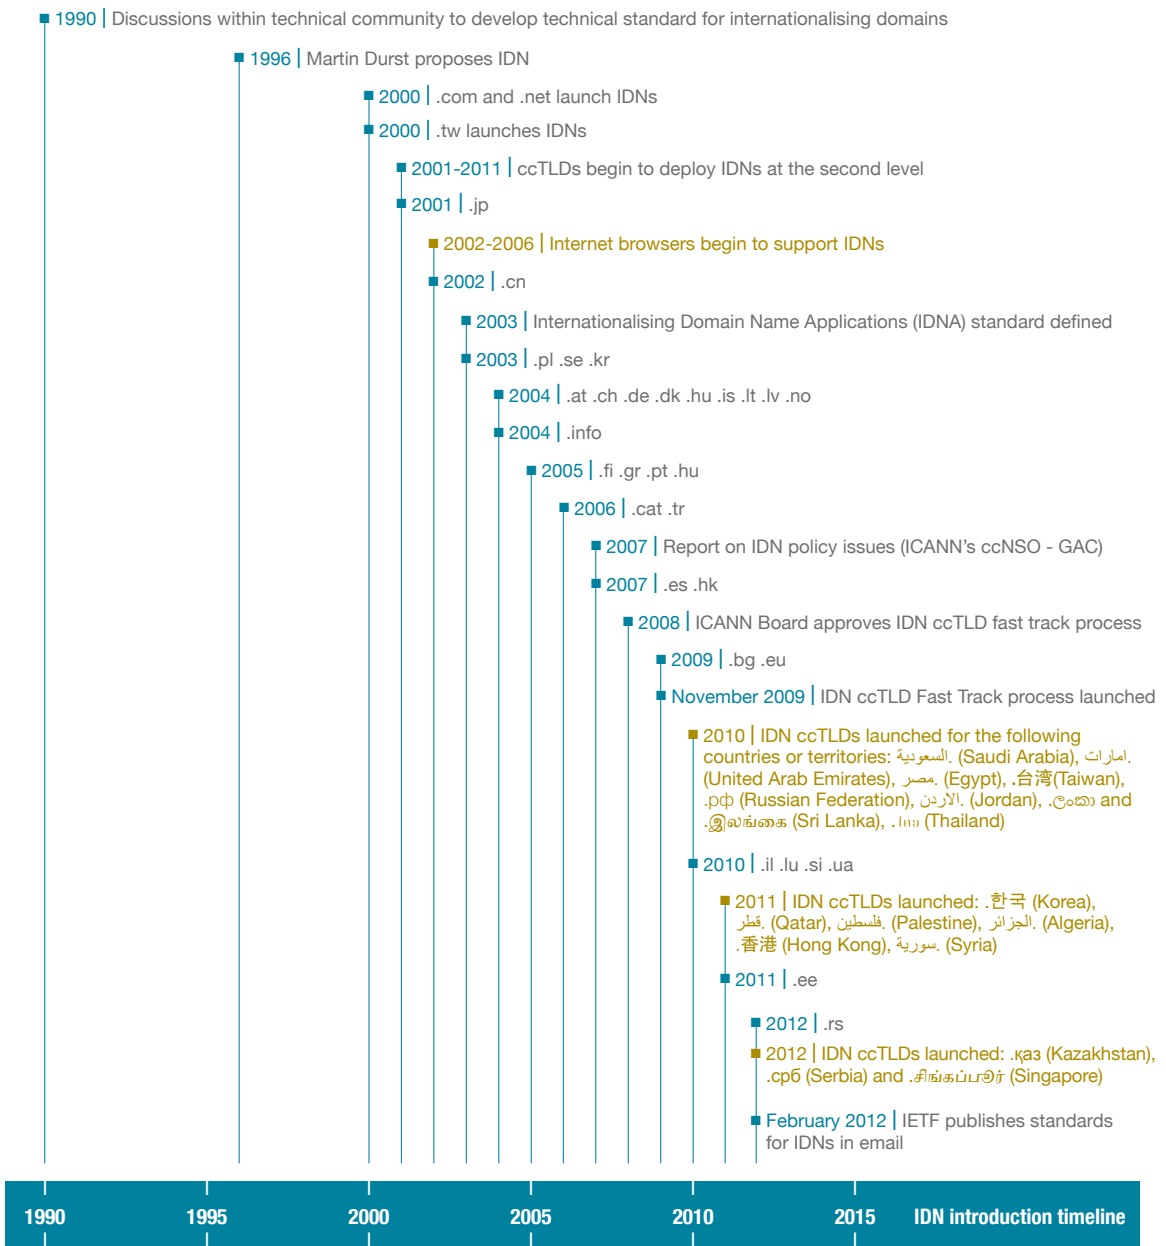 1990 | Discussions within technical community to develop technical standard for internationalising domains
1996 | Martin Durst proposes IDN
2000 | .com and .net launch IDNs
2000 | .tw launches IDNs
2001-2011 | ccTLDs begin to deploy IDNs at the second level
2001 | .jp
2002-2006 | Internet browsers begin to support IDNs
2002 | .cn
2003 | Internationalising Domain Name Applications (IDNA) standard defined
2003 | .pl .se .kr
2004 | .at .ch .de .dk .hu .is .lt .lv .no
2004 | .info
2005 | .fi .gr .pt .hu
2006 | .cat .tr
2007 | Report on IDN policy issues (ICANN's ccNSO - GAC)
2007 | .es .hk
2008 | ICANN Board approves IDN ccTLD fast track process
2009 | .bg .eu
November 2009 | IDN ccTLD Fast Track process launched
2010 | IDN ccTLDs launched for the following
countries or territories: السعودية. (Saudi Arabia), امارات.
(United Arab Emirates), مصر. (Egypt), .台湾(Taiwan),
.рф (Russian Federation), الاردن. (Jordan), .ලංකා and
.இலங்கை (Sri Lanka), .ไทย (Thailand)
2010 | .il .lu .si .ua
2011 | IDN ccTLDs launched: .한국 (Korea),
قطر. (Qatar), فلسطين. (Palestine), الجزائر. (Algeria),
.香港 (Hong Kong), سورية. (Syria)
2011 | .ee
2012 | .rs
2012 | IDN ccTLDs launched: .қаз (Kazakhstan),
.срб (Serbia) and .சிங்கப்பூர் (Singapore)
February 2012 | IETF publishes standards
for IDNs in email
1990 1995 2000 2005 2010 2015 IDN introduction timeline